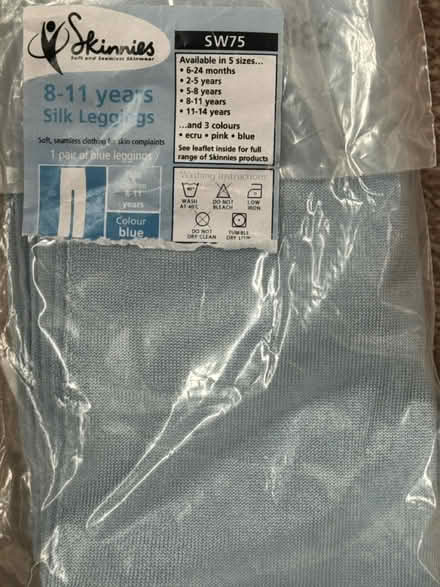 Skinnies
Soft and Seamless Skinwear
8-11 years
Silk Leggings
Soft, seamless clothing for skin complaints
1 pair of blue leggings
8-11
years
Colour
blue
SW75
Available in 5 sizes...
• 6-24 months
• 2-5 years
• 5-8 years
• 8-11 years
• 11-14 years
...and 3 colours
• ecru • pink • blue
See leaflet inside for full
range of Skinnies products
Washing instructions
WASH
AT 40°C
DO NOT
BLEACH
LOW
IRON
DO NOT
DRY CLEAN
TUMBLE
DRY LOW